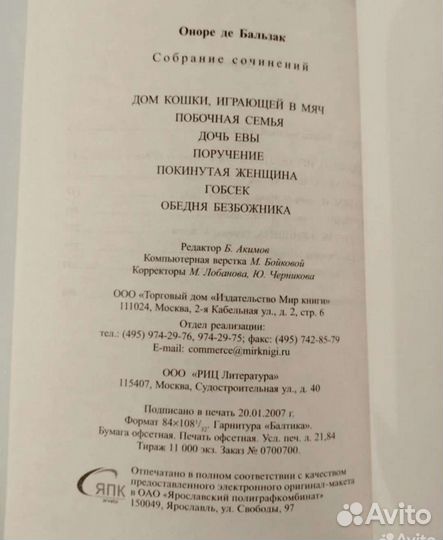 Оноре де Бальзак
Собрание сочинений
ДОМ КОШКИ, ИГРАЮЩЕЙ В МЯЧ
ПОБОЧНАЯ СЕМЬЯ
ДОЧЬ ЕВЫ
ПОРУЧЕНИЕ
ПОКИНУТАЯ ЖЕНЩИНА
ГОБСЕК
ОБЕДНЯ БЕЗБОЖНИКА
Редактор Б. Акимов
Компьютерная верстка М. Бойковой
Корректоры М. Лобанова, Ю. Черникова
ООО «Торговый дом «Издательство Мир книги»
111024, Москва, 2-я Кабельная ул., д. 2, стр. 6
Отдел реализации:
тел.: (495) 974-29-76, 974-29-75; факс: (495) 742-85-79
E-mail: commerce@mirknigi.ru
ООО «РИЦ Литература»
115407, Москва, Судостроительная ул., д. 40
Подписано в печать 20.01.2007 г.
Формат 84×108¹/₃₂. Гарнитура «Балтика».
Бумага офсетная. Печать офсетная. Усл. печ. л. 21,84
Тираж 11 000 экз. Заказ № 0700700.
ЯПК
Отпечатано в полном соответствии с качеством
предоставленного электронного оригинал-макета
в ОАО «Ярославский полиграфкомбинат»
150049, Ярославль, ул. Свободы, 97
Avito